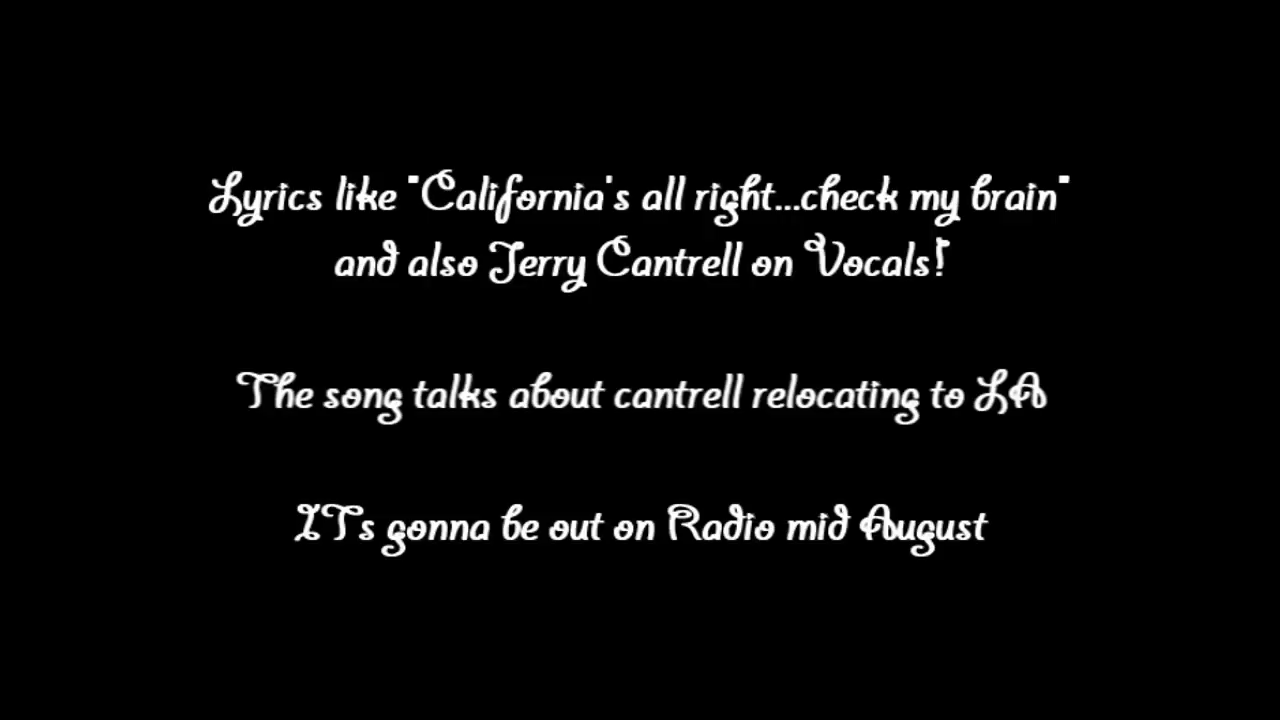 Lyrics like "California's all right...check my brain"
and also Jerry Cantrell on Vocals!
The song talks about cantrell relocating to LA
ITs gonna be out on Radio mid August